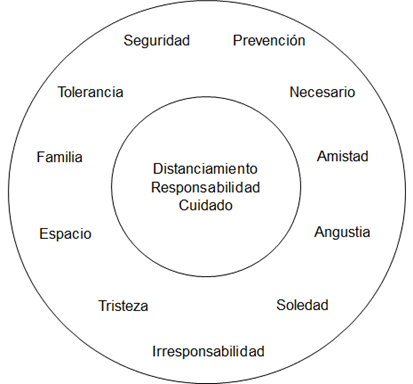 Seguridad Prevención
Tolerancia Necesario
Familia Amistad
Distanciamiento
Responsabilidad
Cuidado
Espacio Angustia
Tristeza Soledad
Irresponsabilidad